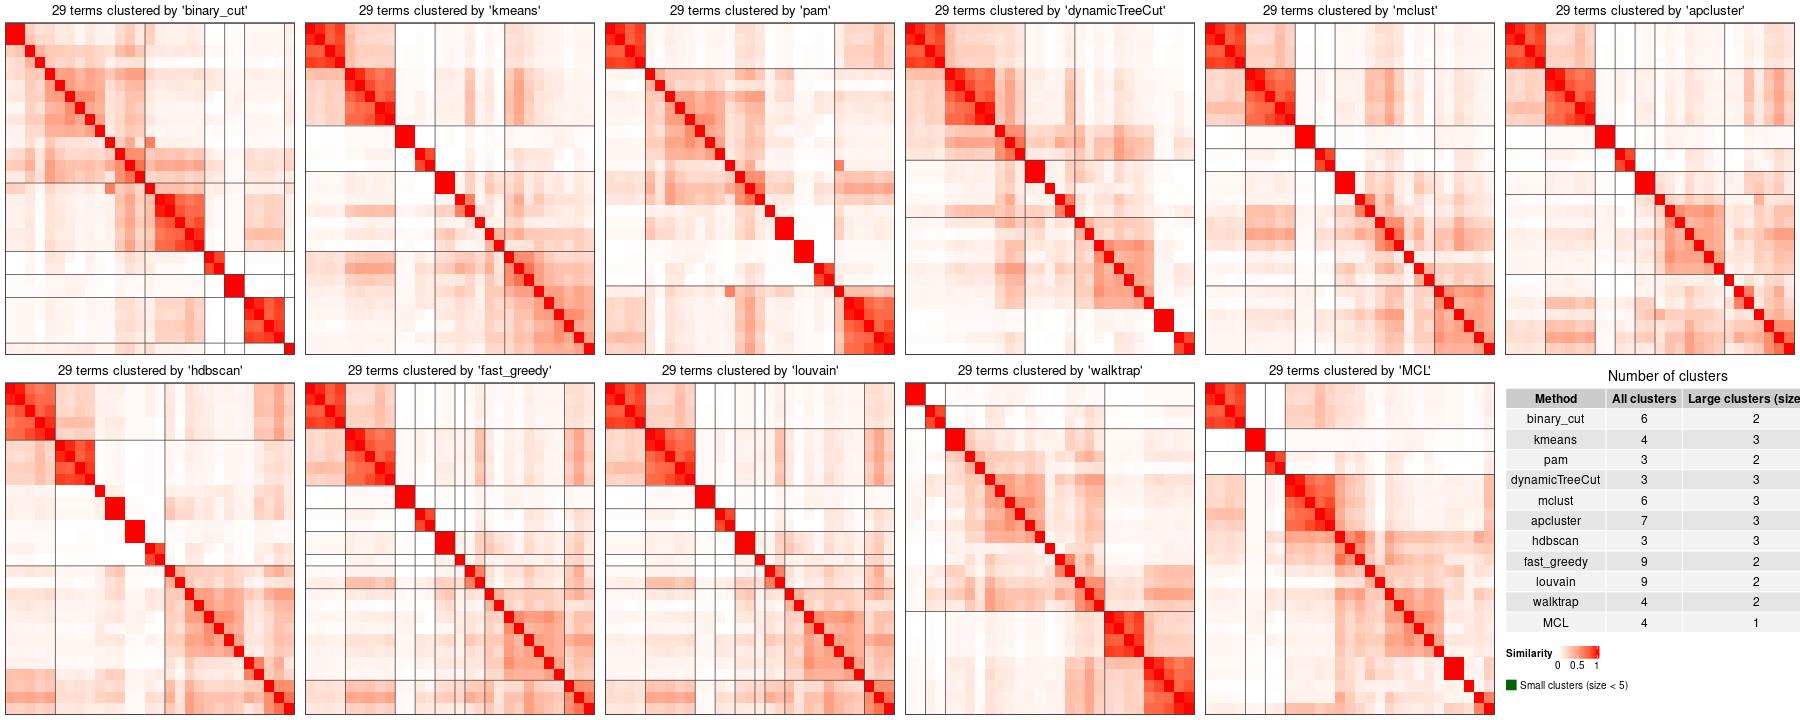 29 terms clustered by 'binary_cut'
29 terms clustered by 'kmeans'
29 terms clustered by 'pam'
29 terms clustered by 'dynamicTreeCut'
29 terms clustered by 'mclust'
29 terms clustered by 'apcluster'
29 terms clustered by 'hdbscan'
29 terms clustered by 'fast_greedy'
29 terms clustered by 'louvain'
29 terms clustered by 'walktrap'
29 terms clustered by 'MCL'
Number of clusters
Method All clusters Large clusters (size
binary_cut 6 2
kmeans 4 3
pam 3 2
dynamicTreeCut 3 3
mclust 6 3
apcluster 7 3
hdbscan 3 3
fast_greedy 9 2
louvain 9 2
walktrap 4 2
MCL 4 1
Similarity
0 0.5 1
Small clusters (size < 5)